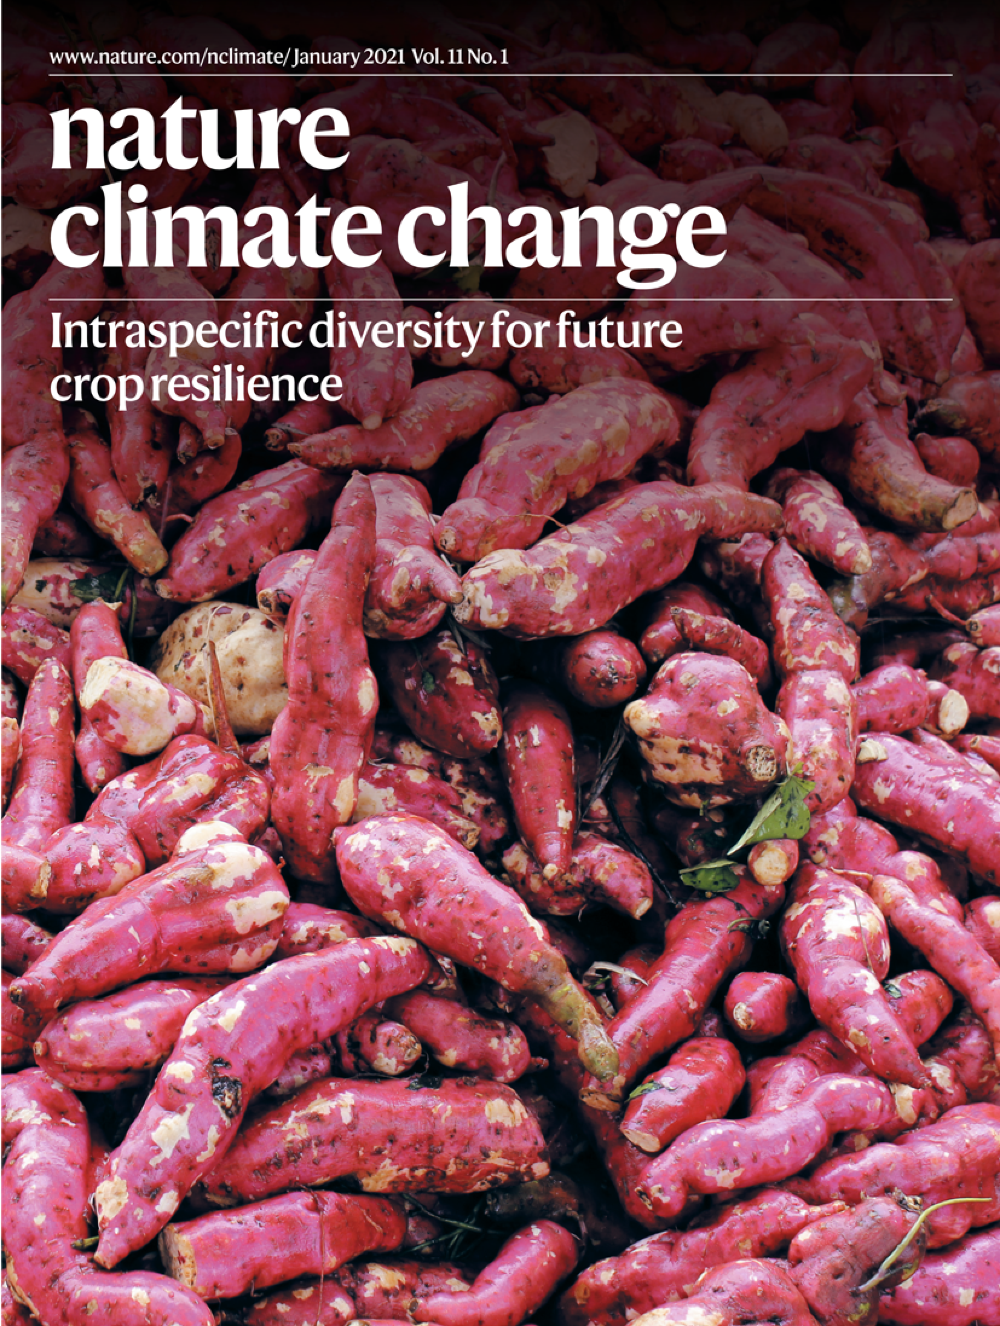 www.nature.com/nclimate/January 2021 Vol. 11 No. 1
nature
climate change
Intraspecific diversity for future
crop resilience